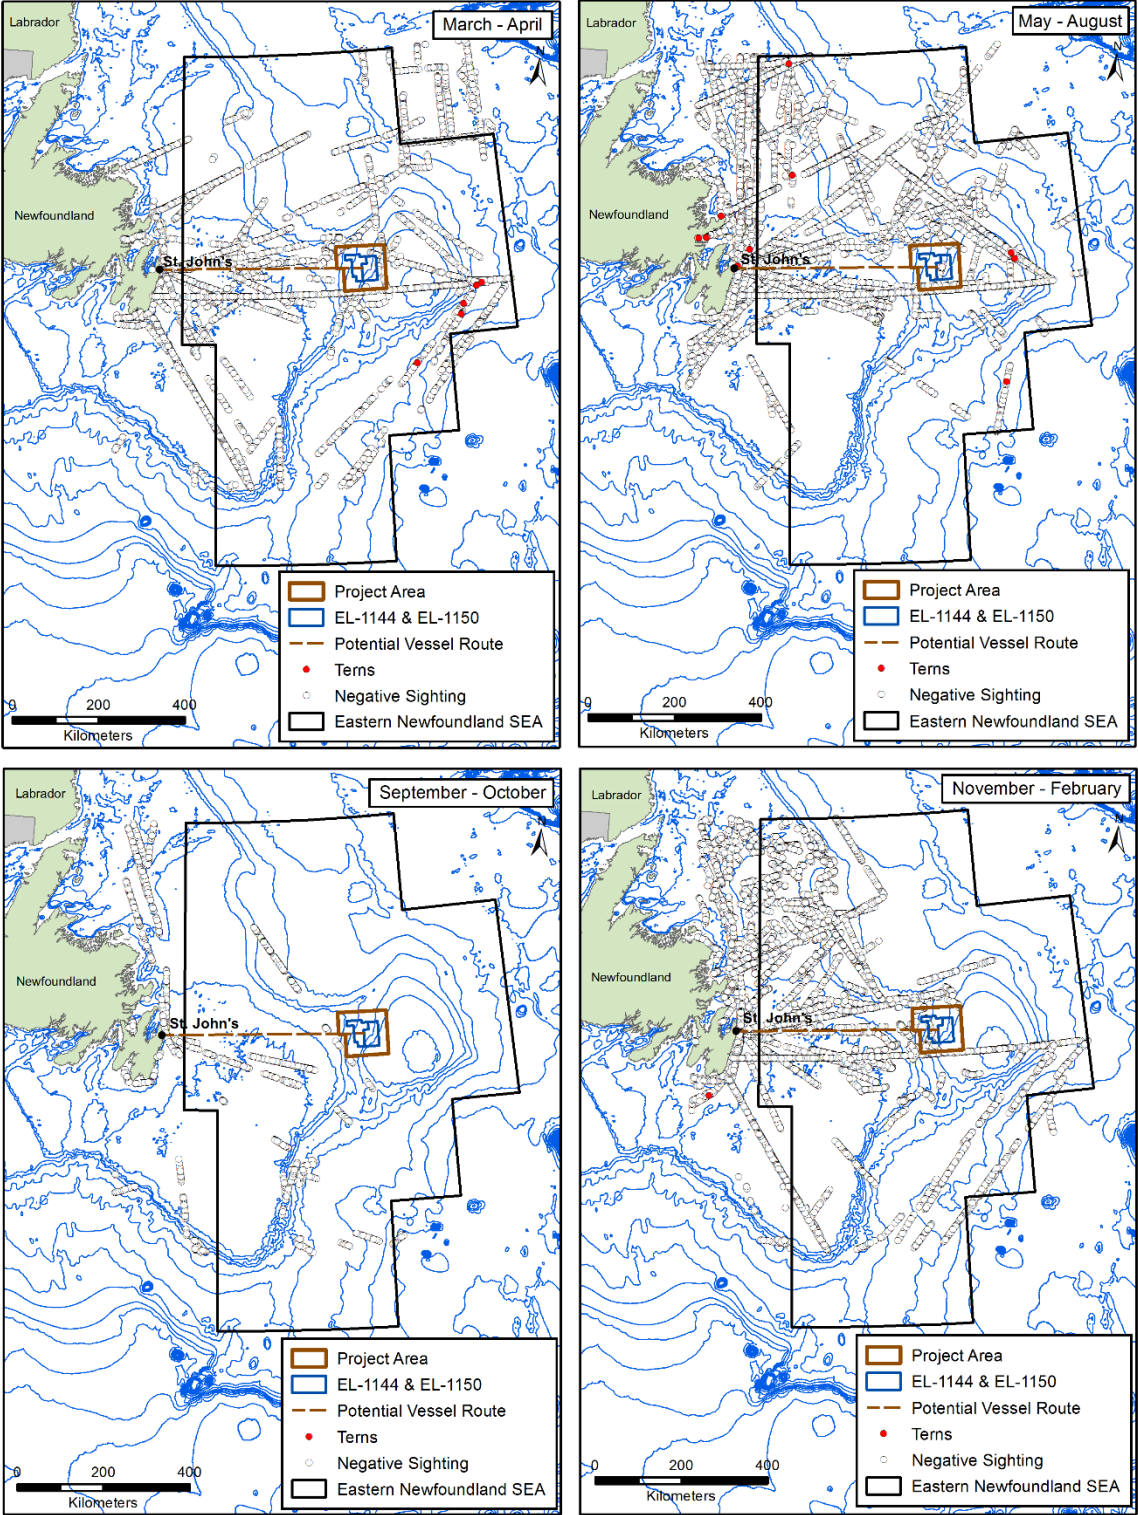 Labrador
March - April
N
Newfoundland
St. John's
Project Area
EL-1144 & EL-1150
Potential Vessel Route
Terns
Negative Sighting
Eastern Newfoundland SEA
0 200 400
Kilometers
Labrador
May - August
N
Newfoundland
St. John's
Project Area
EL-1144 & EL-1150
Potential Vessel Route
Terns
Negative Sighting
Eastern Newfoundland SEA
0 200 400
Kilometers
Labrador
September - October
N
Newfoundland
St. John's
Project Area
EL-1144 & EL-1150
Potential Vessel Route
Terns
Negative Sighting
Eastern Newfoundland SEA
0 200 400
Kilometers
Labrador
November - February
N
Newfoundland
St. John's
Project Area
EL-1144 & EL-1150
Potential Vessel Route
Terns
Negative Sighting
Eastern Newfoundland SEA
0 200 400
Kilometers